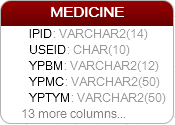 MEDICINE
IPID: VARCHAR2(14)
USEID: CHAR(10)
YPBM: VARCHAR2(12)
YPMC: VARCHAR2(50)
YPTYM: VARCHAR2(50)
13 more columns...